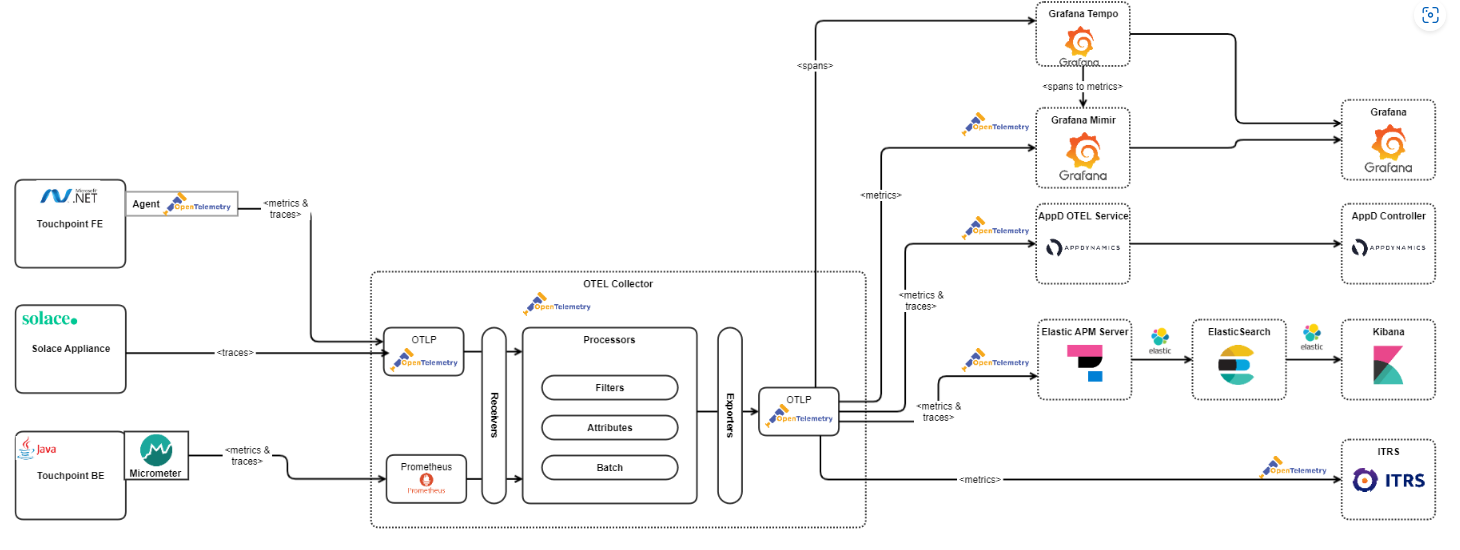 Grafana Tempo
Grafana
<spans>
<spans to metrics>
OpenTelemetry
Grafana Mimir
Grafana
Grafana
Grafana
Microsoft
.NET
Touchpoint FE
Agent
OpenTelemetry
<metrics &
traces>
<metrics>
OpenTelemetry
AppD OTEL Service
APPDYNAMICS
AppD Controller
APPDYNAMICS
OTEL Collector
OpenTelemetry
<metrics &
traces>
solace.
Solace Appliance
<traces>
OTLP
OpenTelemetry
Receivers
Processors
Filters
Attributes
Batch
Exporters
OTLP
OpenTelemetry
OpenTelemetry
<metrics &
traces>
Elastic APM Server
elastic
ElasticSearch
elastic
Kibana
Java
Touchpoint BE
Micrometer
<metrics &
traces>
Prometheus
Prometheus
<metrics>
OpenTelemetry
ITRS
ITRS